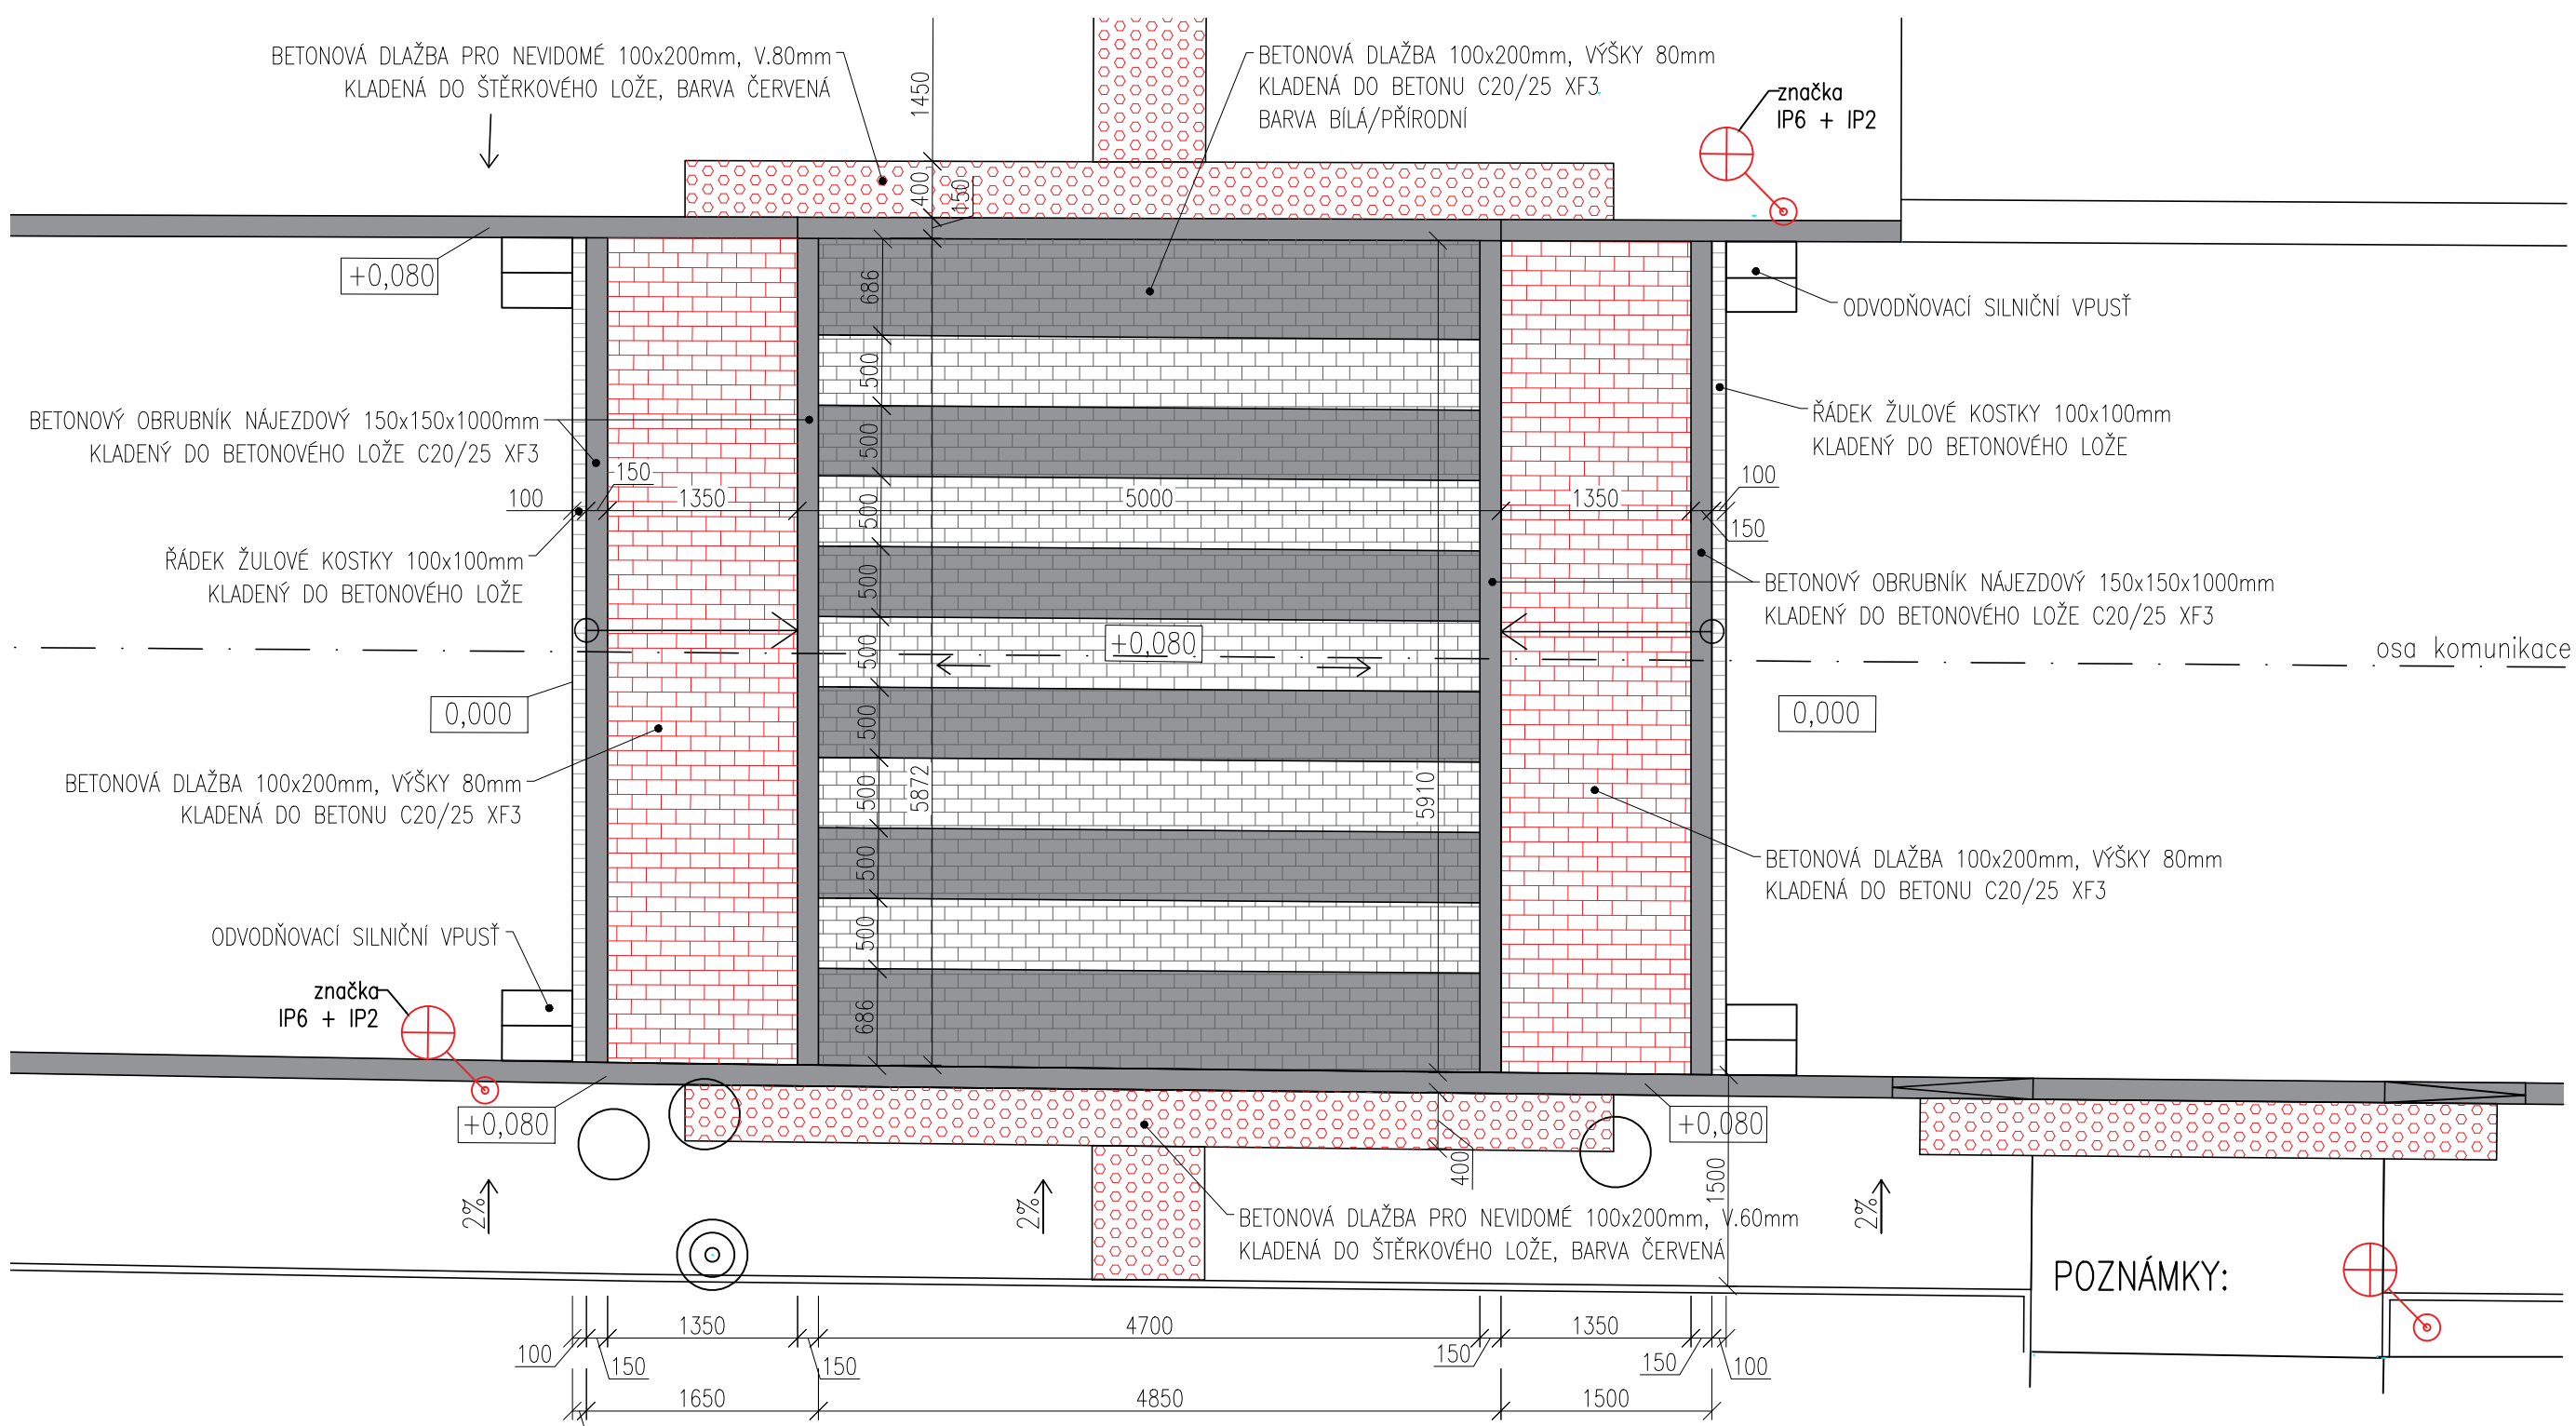 BETONOVÁ DLAŽBA PRO NEVIDOMÉ 100x200mm, V.80mm
KLADENÁ DO ŠTĚRKOVÉHO LOŽE, BARVA ČERVENÁ
1450
BETONOVÁ DLAŽBA 100x200mm, VÝŠKY 80mm
KLADENÁ DO BETONU C20/25 XF3
BARVA BÍLÁ/PŘÍRODNÍ
značka
IP6 + IP2
400
150
+0,080
686
ODVODŇOVACÍ SILNIČNÍ VPUSŤ
500
BETONOVÝ OBRUBNÍK NÁJEZDOVÝ 150x150x1000mm
KLADENÝ DO BETONOVÉHO LOŽE C20/25 XF3
500
ŘÁDEK ŽULOVÉ KOSTKY 100x100mm
KLADENÝ DO BETONOVÉHO LOŽE
100
150
1350
500
5000
1350
100
150
ŘÁDEK ŽULOVÉ KOSTKY 100x100mm
KLADENÝ DO BETONOVÉHO LOŽE
500
BETONOVÝ OBRUBNÍK NÁJEZDOVÝ 150x150x1000mm
KLADENÝ DO BETONOVÉHO LOŽE C20/25 XF3
500
+0,080
osa komunikace
0,000
500
0,000
BETONOVÁ DLAŽBA 100x200mm, VÝŠKY 80mm
KLADENÁ DO BETONU C20/25 XF3
500
5872
5910
500
BETONOVÁ DLAŽBA 100x200mm, VÝŠKY 80mm
KLADENÁ DO BETONU C20/25 XF3
ODVODŇOVACÍ SILNIČNÍ VPUSŤ
500
značka
IP6 + IP2
686
+0,080
+0,080
400
1500
2%
2%
2%
BETONOVÁ DLAŽBA PRO NEVIDOMÉ 100x200mm, V.60mm
KLADENÁ DO ŠTĚRKOVÉHO LOŽE, BARVA ČERVENÁ
POZNÁMKY:
1350
4700
1350
100
150
150
150
150
100
1650
4850
1500